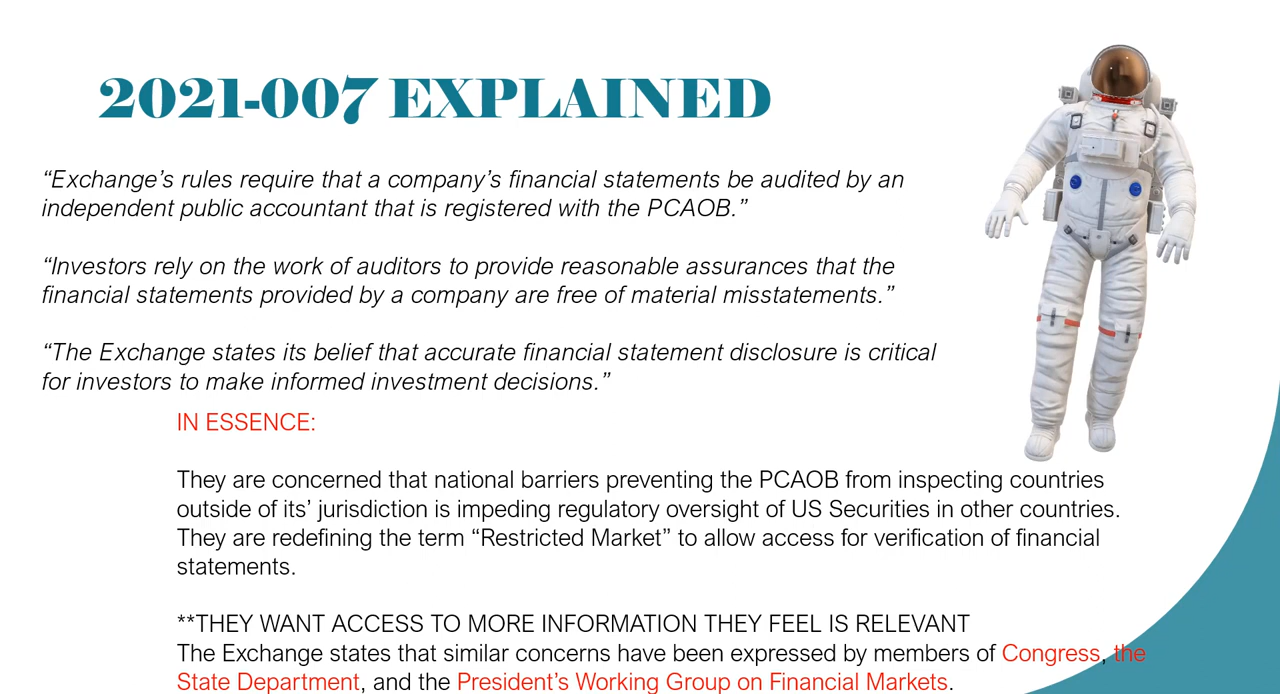 2021-007 EXPLAINED
“Exchange’s rules require that a company’s financial statements be audited by an
independent public accountant that is registered with the PCAOB.”
“Investors rely on the work of auditors to provide reasonable assurances that the
financial statements provided by a company are free of material misstatements.”
“The Exchange states its belief that accurate financial statement disclosure is critical
for investors to make informed investment decisions.”
IN ESSENCE:
They are concerned that national barriers preventing the PCAOB from inspecting countries
outside of its’ jurisdiction is impeding regulatory oversight of US Securities in other countries.
They are redefining the term “Restricted Market” to allow access for verification of financial
statements.
**THEY WANT ACCESS TO MORE INFORMATION THEY FEEL IS RELEVANT
The Exchange states that similar concerns have been expressed by members of Congress, the
State Department, and the President’s Working Group on Financial Markets.